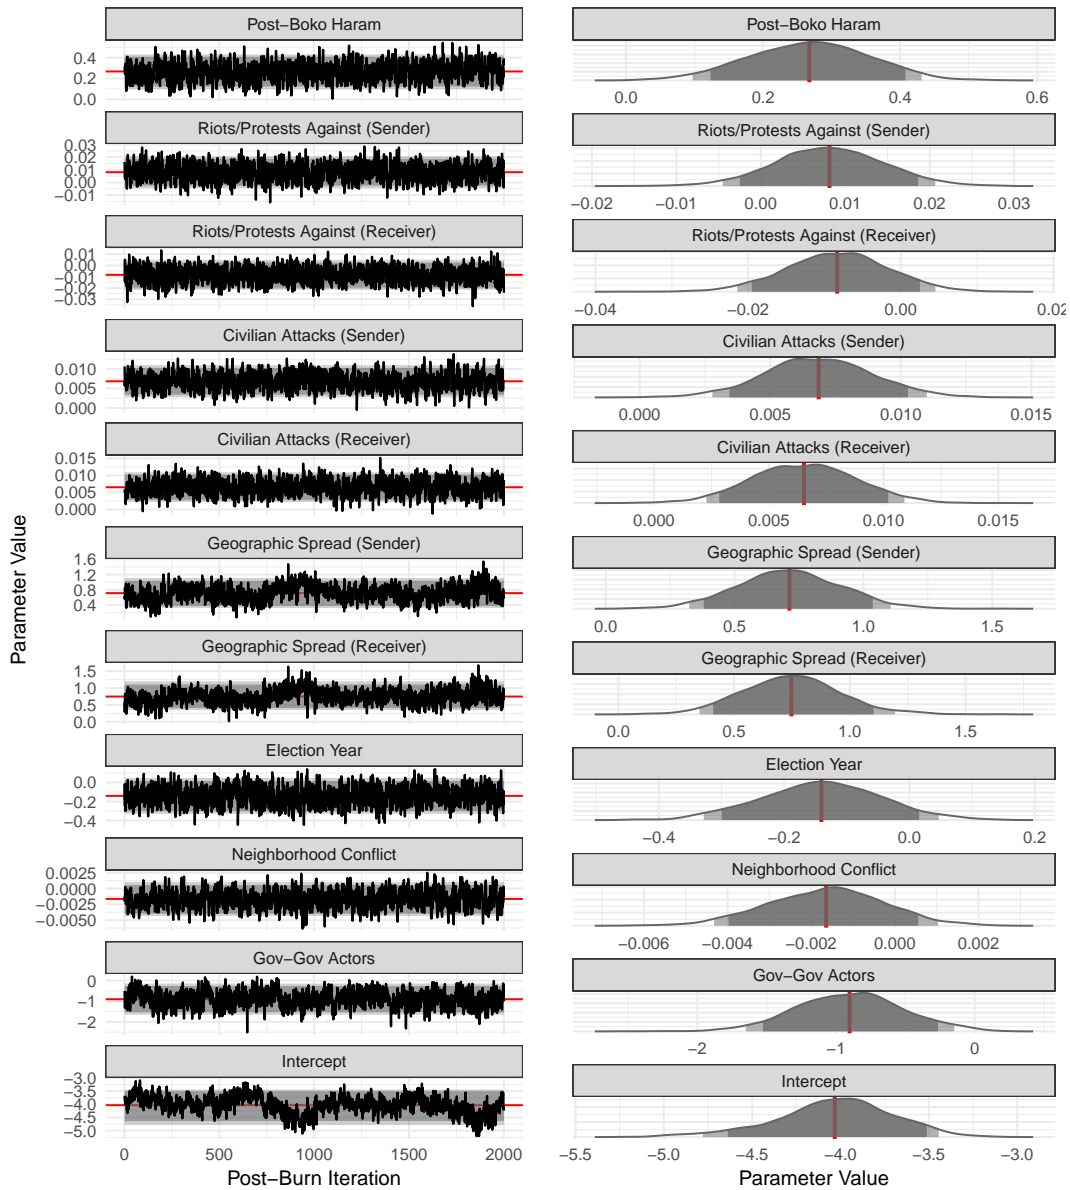 Post−Boko Haram
0.4
0.2
0.0
Riots/Protests Against (Sender)
0.03
0.02
0.01
0.00
−0.01
Riots/Protests Against (Receiver)
0.01
0.00
−0.01
−0.02
−0.03
Civilian Attacks (Sender)
0.010
0.005
0.000
Civilian Attacks (Receiver)
0.015
0.010
0.005
0.000
Geographic Spread (Sender)
1.6
1.2
0.8
0.4
Geographic Spread (Receiver)
1.5
1.0
0.5
0.0
Election Year
0.0
−0.2
−0.4
Neighborhood Conflict
0.0025
0.0000
−0.0025
−0.0050
Gov−Gov Actors
0
−1
−2
Intercept
−3.0
−3.5
−4.0
−4.5
−5.0
0 500 1000 1500 2000
Post−Burn Iteration
Parameter Value
Post−Boko Haram
0.0 0.2 0.4 0.6
Riots/Protests Against (Sender)
−0.02 −0.01 0.00 0.01 0.02 0.03
Riots/Protests Against (Receiver)
−0.04 −0.02 0.00 0.02
Civilian Attacks (Sender)
0.000 0.005 0.010 0.015
Civilian Attacks (Receiver)
0.000 0.005 0.010 0.015
Geographic Spread (Sender)
0.0 0.5 1.0 1.5
Geographic Spread (Receiver)
0.0 0.5 1.0 1.5
Election Year
−0.4 −0.2 0.0 0.2
Neighborhood Conflict
−0.006 −0.004 −0.002 0.000 0.002
Gov−Gov Actors
−2 −1 0
Intercept
−5.5 −5.0 −4.5 −4.0 −3.5 −3.0
Parameter Value